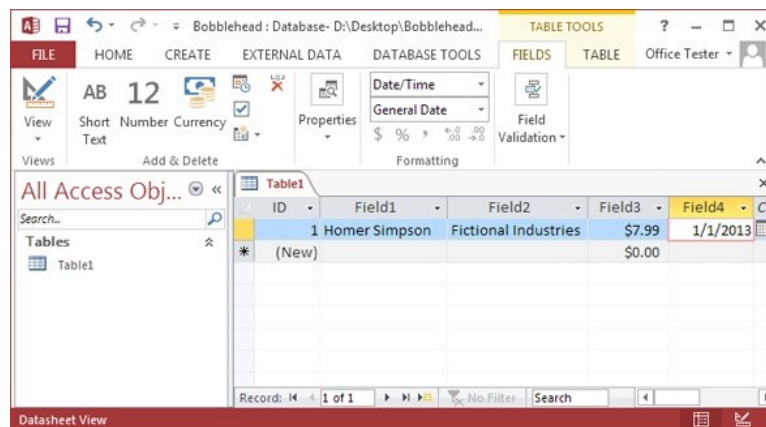 Bobblehead : Database- D:\Desktop\Bobblehead... TABLE TOOLS ?
FILE HOME CREATE EXTERNAL DATA DATABASE TOOLS FIELDS TABLE Office Tester
View
Views
AB
Short Text
12
Number
Currency
Add & Delete
Properties
Date/Time
General Date
$ % , .00 .00
Formatting
Field
Validation
All Access Obj... «
Search...
Tables
Table1
Table1
ID Field1 Field2 Field3 Field4
1 Homer Simpson Fictional Industries $7.99 1/1/2013
* (New) $0.00
Record: 1 of 1 No Filter Search
Datasheet View